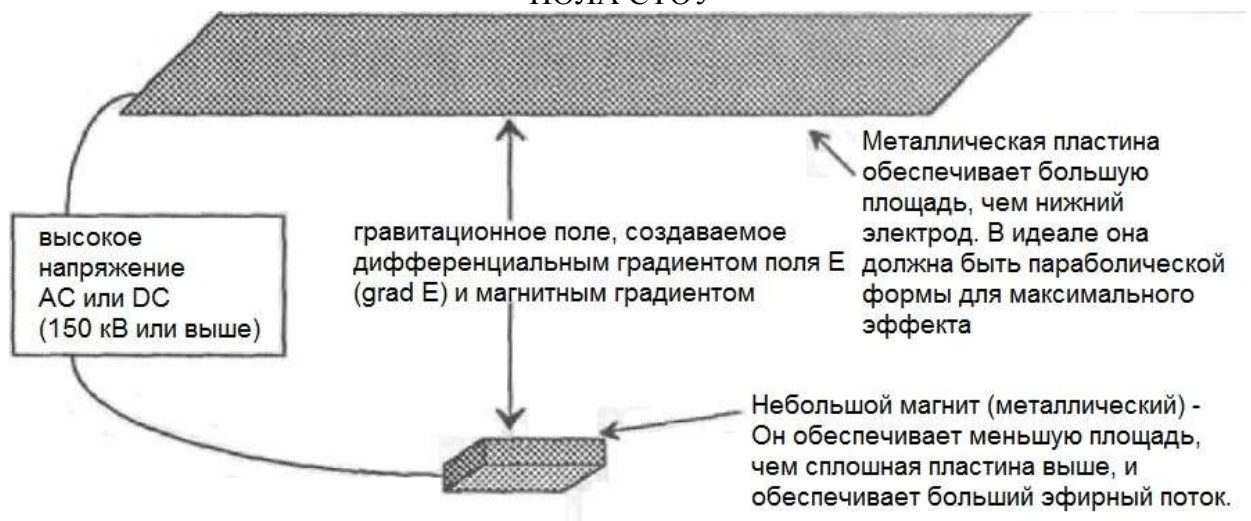 ПОЛА СТОУ
Металлическая пластина
обеспечивает большую
площадь, чем нижний
электрод. В идеале она
должна быть параболической
формы для максимального
эффекта
высокое
напряжение
AC или DC
(150 кВ или выше)
гравитационное поле, создаваемое
дифференциальным градиентом поля E
(grad E) и магнитным градиентом
Небольшой магнит (металлический) -
Он обеспечивает меньшую площадь,
чем сплошная пластина выше, и
обеспечивает больший эфирный поток.